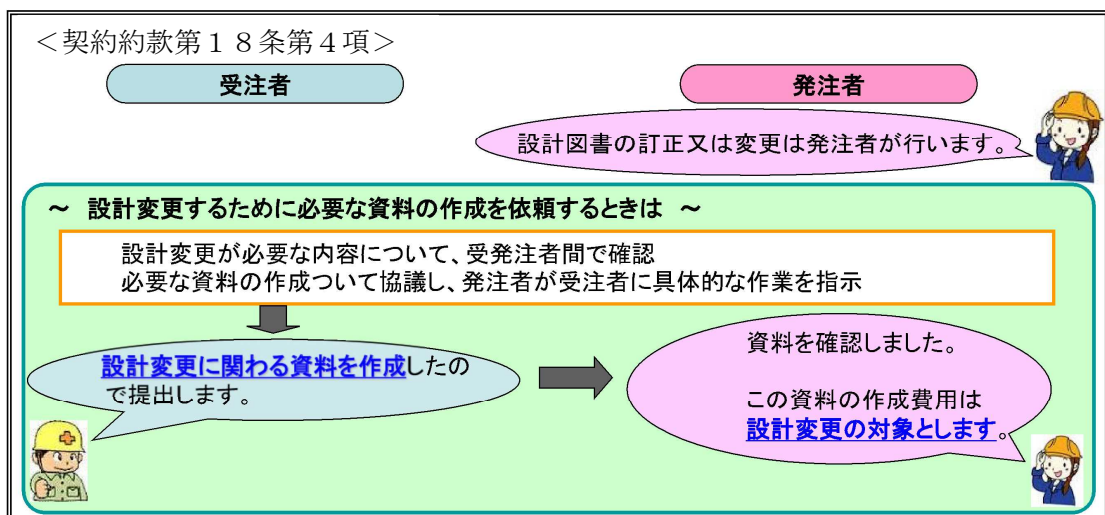 ＜契約約款第１８条第４項＞
受注者
発注者
設計図書の訂正又は変更は発注者が行います。
～ 設計変更するために必要な資料の作成を依頼するときは ～
設計変更が必要な内容について、受発注者間で確認
必要な資料の作成ついて協議し、発注者が受注者に具体的な作業を指示
設計変更に関わる資料を作成したの
で提出します。
資料を確認しました。
この資料の作成費用は
設計変更の対象とします。